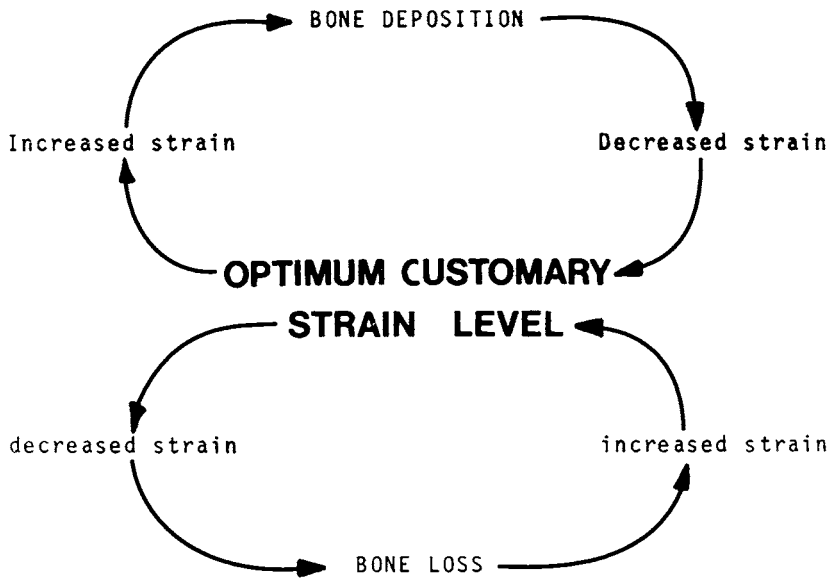 BONE DEPOSITION
Increased strain
Decreased strain
OPTIMUM CUSTOMARY
STRAIN LEVEL
decreased strain
increased strain
BONE LOSS